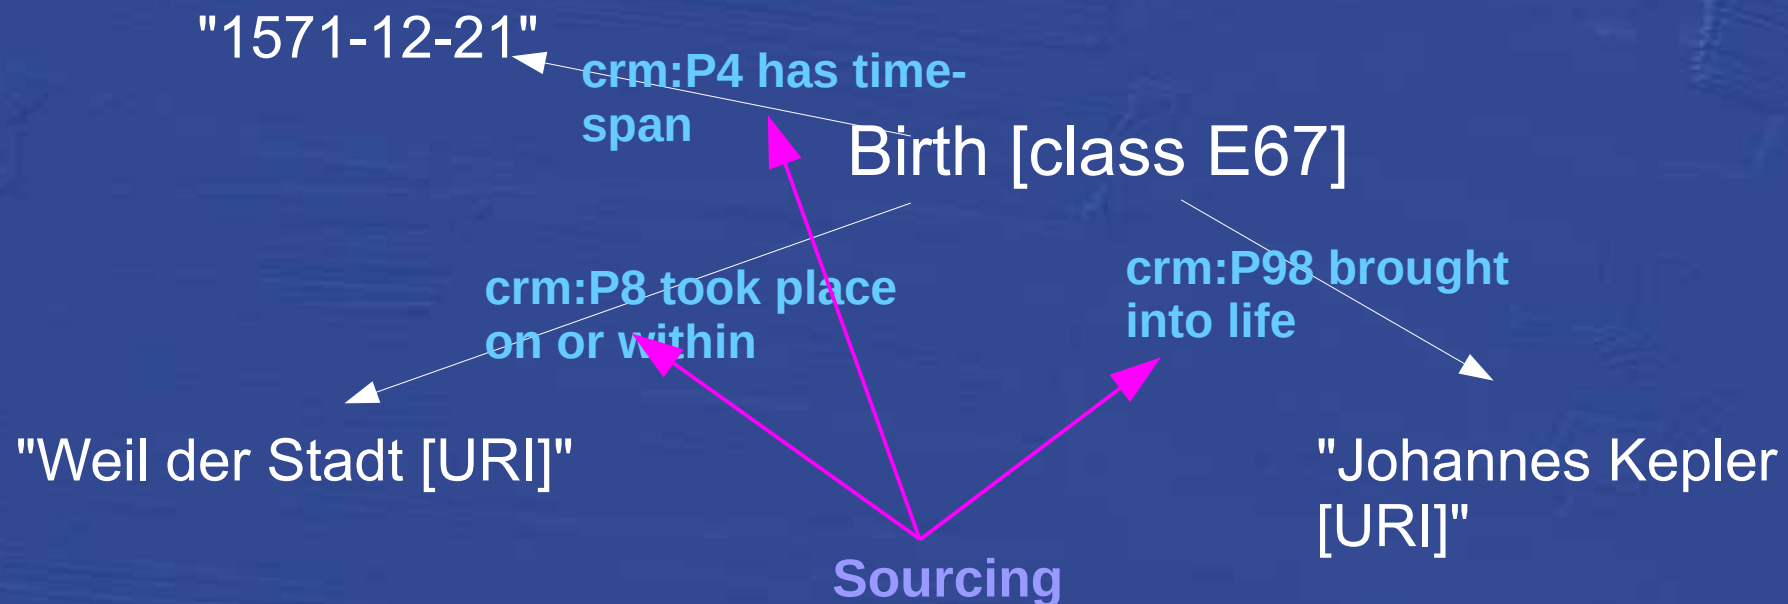 "1571-12-21"
crm:P4 has time-
span
Birth [class E67]
crm:P8 took place
on or within
crm:P98 brought
into life
"Weil der Stadt [URI]"
"Johannes Kepler
[URI]"
Sourcing